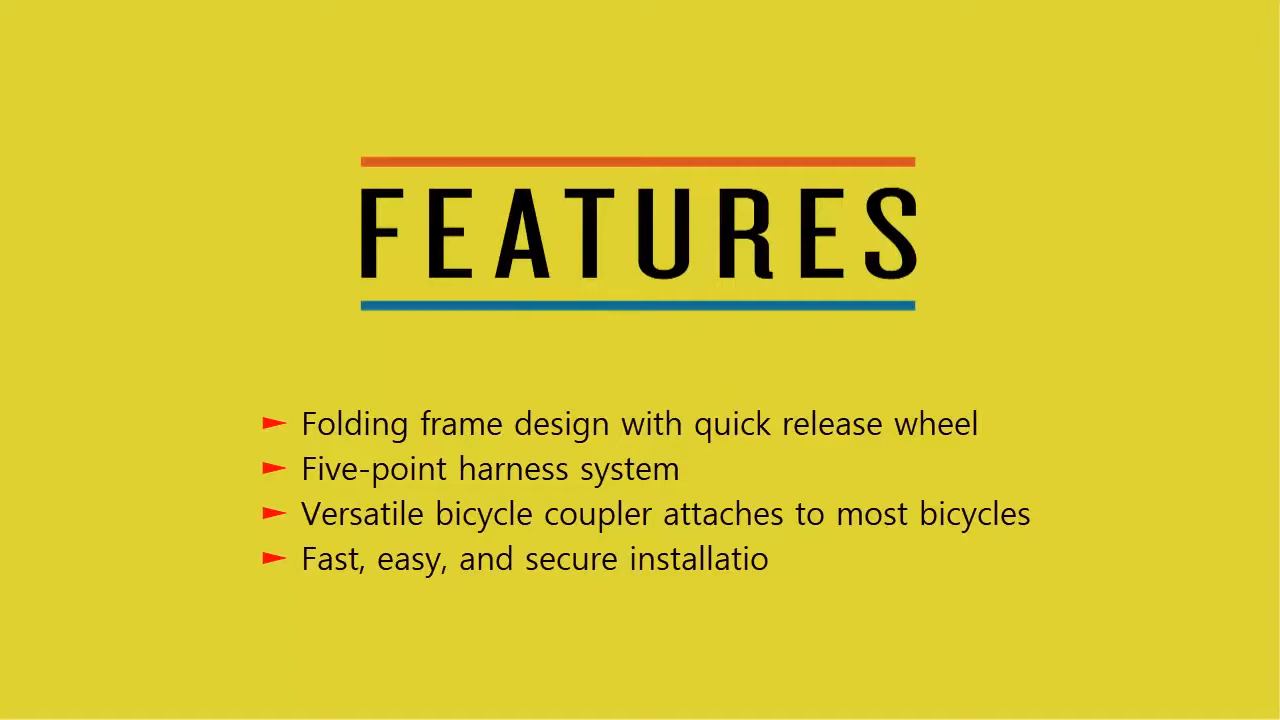 FEATURES
► Folding frame design with quick release wheel
► Five-point harness system
► Versatile bicycle coupler attaches to most bicycles
► Fast, easy, and secure installatio